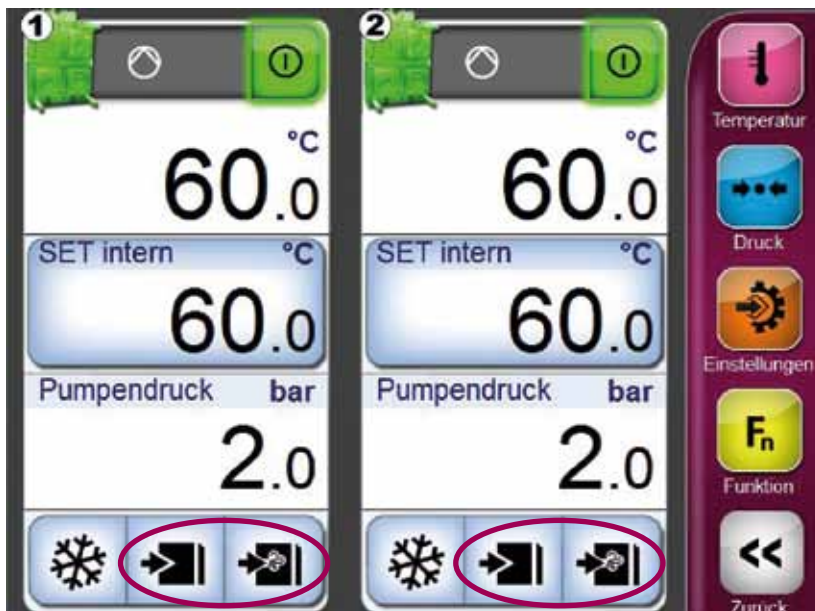 1
°C
60.0
SET intern °C
60.0
Pumpendruck bar
2.0
2
°C
60.0
SET intern °C
60.0
Pumpendruck bar
2.0
Temperatur
Druck
Einstellungen
Fn
Funktion
<<
Zurück